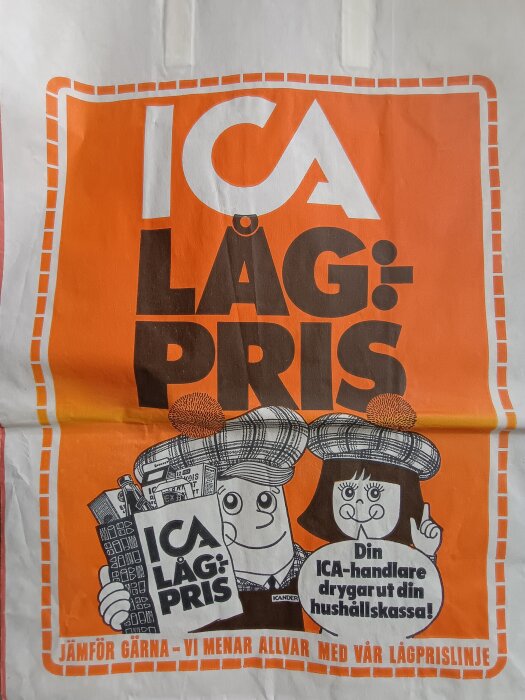 ICA
LÅG:-
PRIS
ICA
LÅG:-
PRIS
ICANDER
Din
ICA-handlare
drygar ut din
hushållskassa!
JÄMFÖR GÄRNA – VI MENAR ALLVAR MED VÅR LÅGPRISLINJE